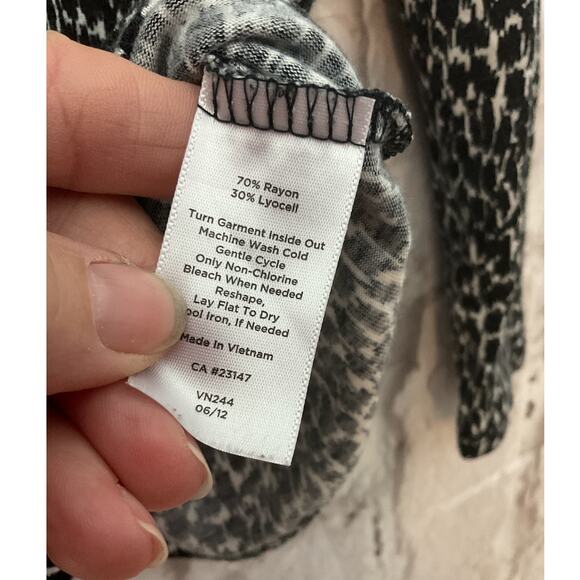 70% Rayon
30% Lyocell
Turn Garment Inside Out
Machine Wash Cold
Gentle Cycle
Only Non-Chlorine
Bleach When Needed
Reshape,
Lay Flat To Dry
ool Iron, If Needed
Made In Vietnam
CA #23147
VN244
06/12